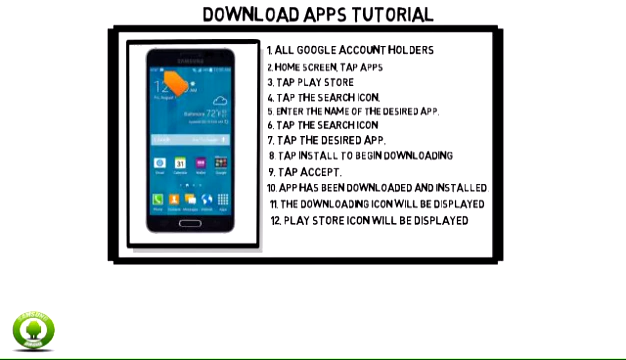 DOWNLOAD APPS TUTORIAL
1. ALL GOOGLE ACCOUNT HOLDERS
2. HOME SCREEN, TAP APPS
3. TAP PLAY STORE
4. TAP THE SEARCH ICON.
5. ENTER THE NAME OF THE DESIRED APP.
6. TAP THE SEARCH ICON
7. TAP THE DESIRED APP.
8. TAP INSTALL TO BEGIN DOWNLOADING
9. TAP ACCEPT.
10. APP HAS BEEN DOWNLOADED AND INSTALLED.
11. THE DOWNLOADING ICON WILL BE DISPLAYED
12. PLAY STORE ICON WILL BE DISPLAYED
SAMSUNG
72°